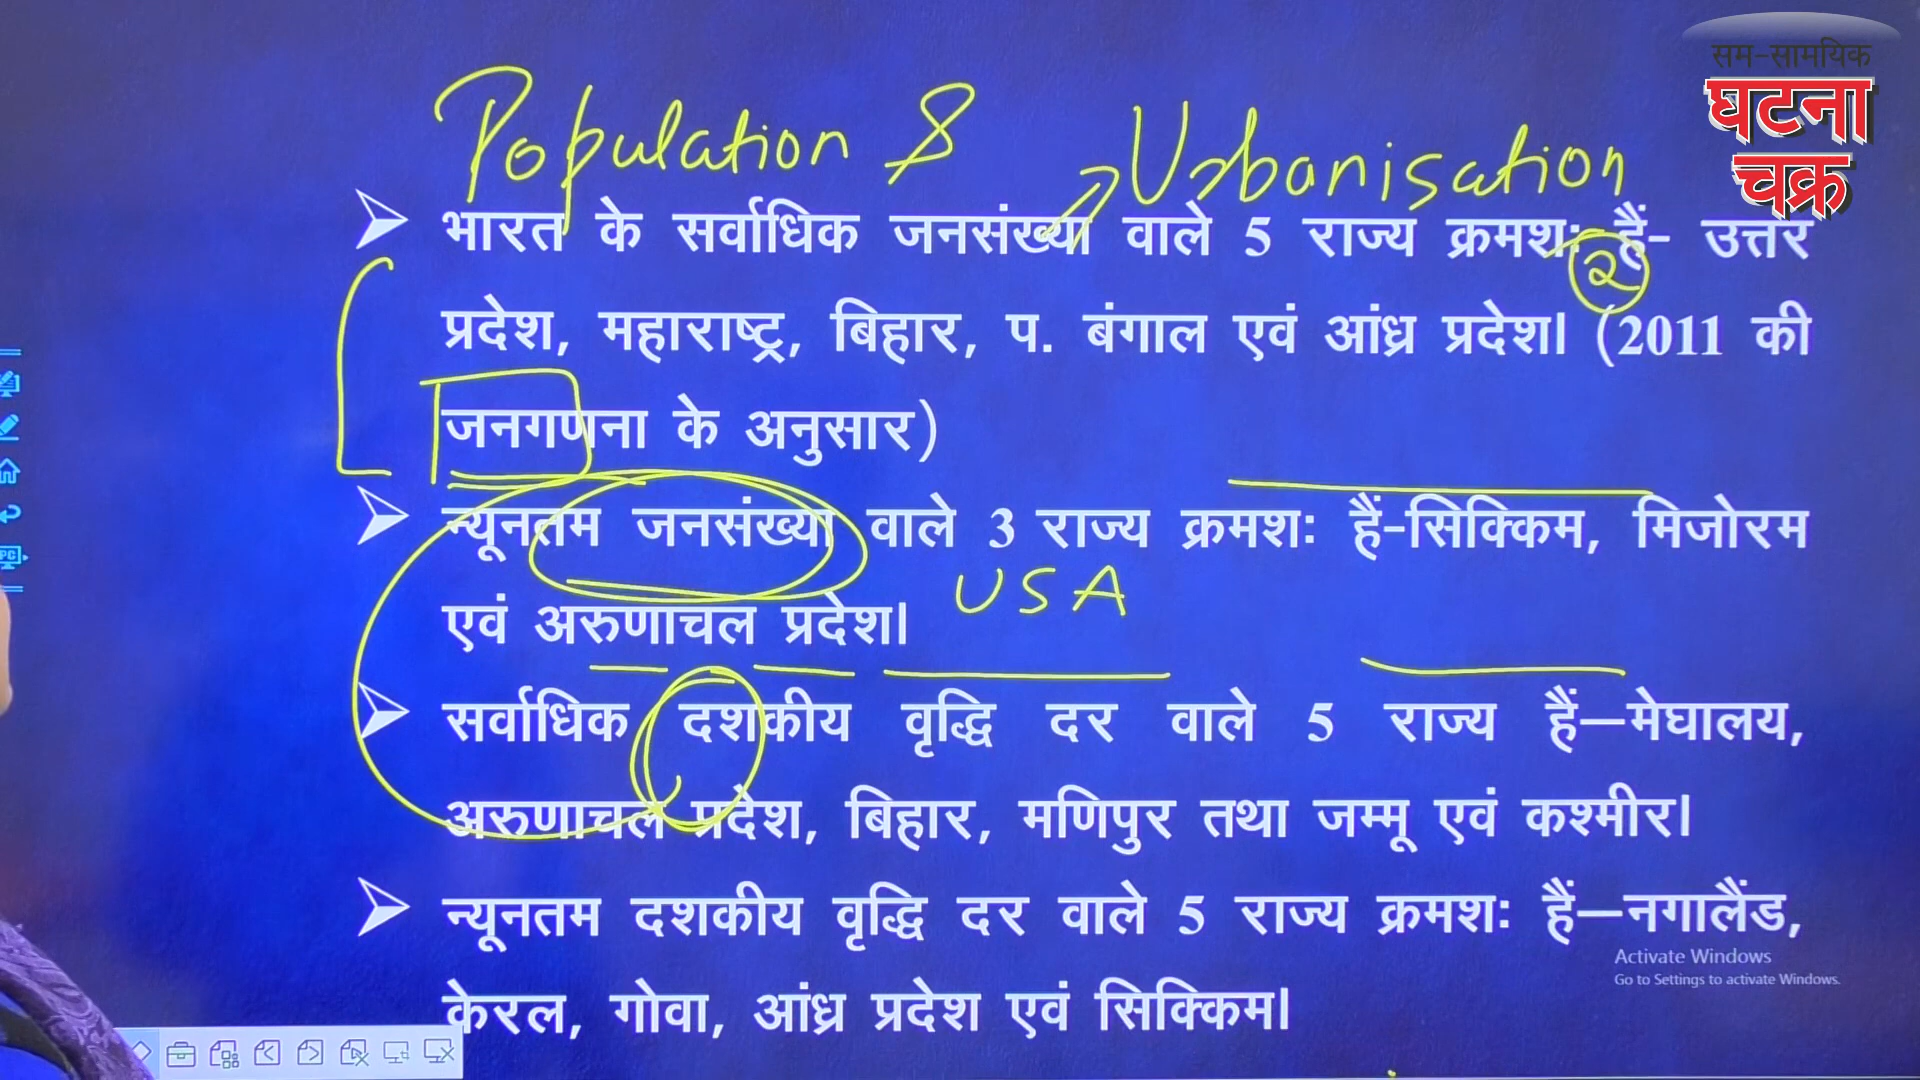 सम-सामयिक
घटना
चक्र
Population & Urbanisation
➤ भारत के सर्वाधिक जनसंख्या वाले 5 राज्य क्रमशः हैं- उत्तर
2
प्रदेश, महाराष्ट्र, बिहार, प. बंगाल एवं आंध्र प्रदेश। (2011 की
जनगणना के अनुसार)
➤ न्यूनतम जनसंख्या वाले 3 राज्य क्रमशः हैं-सिक्किम, मिजोरम
एवं अरुणाचल प्रदेश।
USA
➤ सर्वाधिक दशकीय वृद्धि दर वाले 5 राज्य हैं—मेघालय,
अरुणाचल प्रदेश, बिहार, मणिपुर तथा जम्मू एवं कश्मीर।
➤ न्यूनतम दशकीय वृद्धि दर वाले 5 राज्य क्रमशः हैं—नगालैंड,
केरल, गोवा, आंध्र प्रदेश एवं सिक्किम।
Activate Windows
Go to Settings to activate Windows.
PC